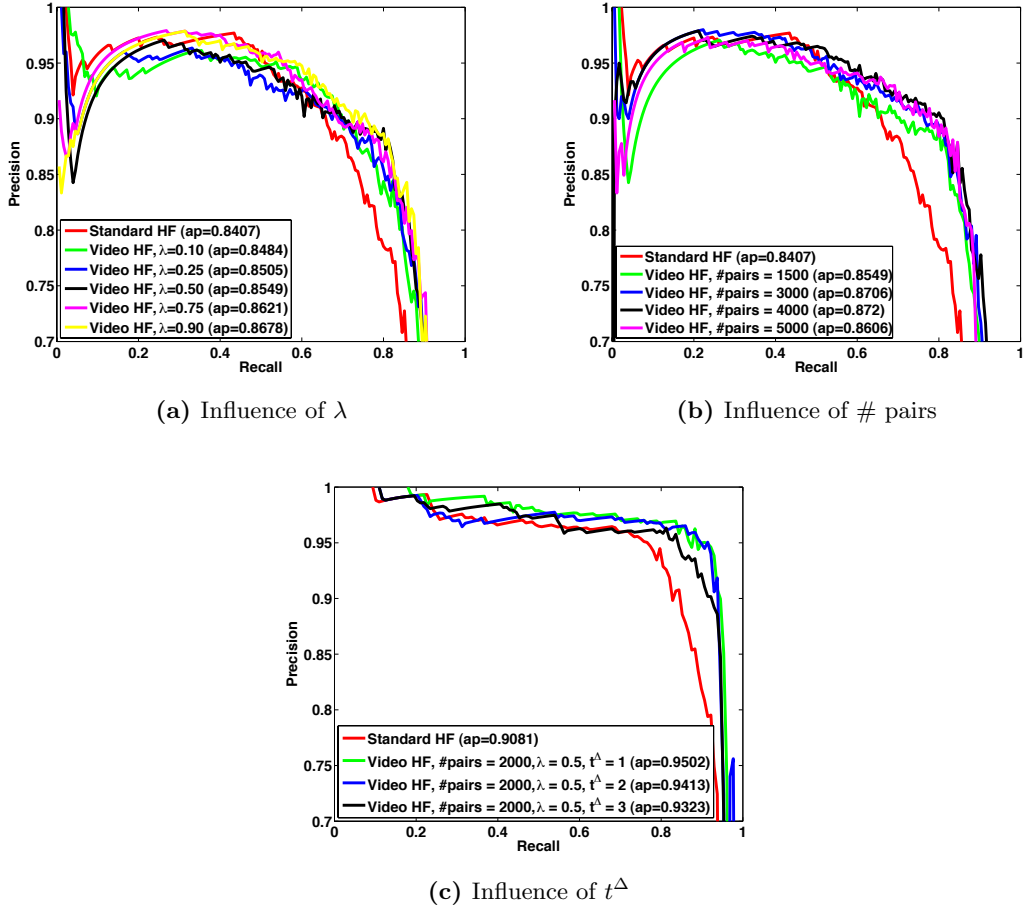 1
0.95
0.9
0.85
0.8
0.75
0.7
0 0.2 0.4 0.6 0.8 1
Precision
Recall
Standard HF (ap=0.8407)
Video HF, λ=0.10 (ap=0.8484)
Video HF, λ=0.25 (ap=0.8505)
Video HF, λ=0.50 (ap=0.8549)
Video HF, λ=0.75 (ap=0.8621)
Video HF, λ=0.90 (ap=0.8678)
(a) Influence of λ
1
0.95
0.9
0.85
0.8
0.75
0.7
0 0.2 0.4 0.6 0.8 1
Precision
Recall
Standard HF (ap=0.8407)
Video HF, #pairs = 1500 (ap=0.8549)
Video HF, #pairs = 3000 (ap=0.8706)
Video HF, #pairs = 4000 (ap=0.872)
Video HF, #pairs = 5000 (ap=0.8606)
(b) Influence of # pairs
1
0.95
0.9
0.85
0.8
0.75
0.7
0 0.2 0.4 0.6 0.8 1
Precision
Recall
Standard HF (ap=0.9081)
Video HF, #pairs = 2000, λ = 0.5, t^Δ = 1 (ap=0.9502)
Video HF, #pairs = 2000, λ = 0.5, t^Δ = 2 (ap=0.9413)
Video HF, #pairs = 2000, λ = 0.5, t^Δ = 3 (ap=0.9323)
(c) Influence of t^Δ